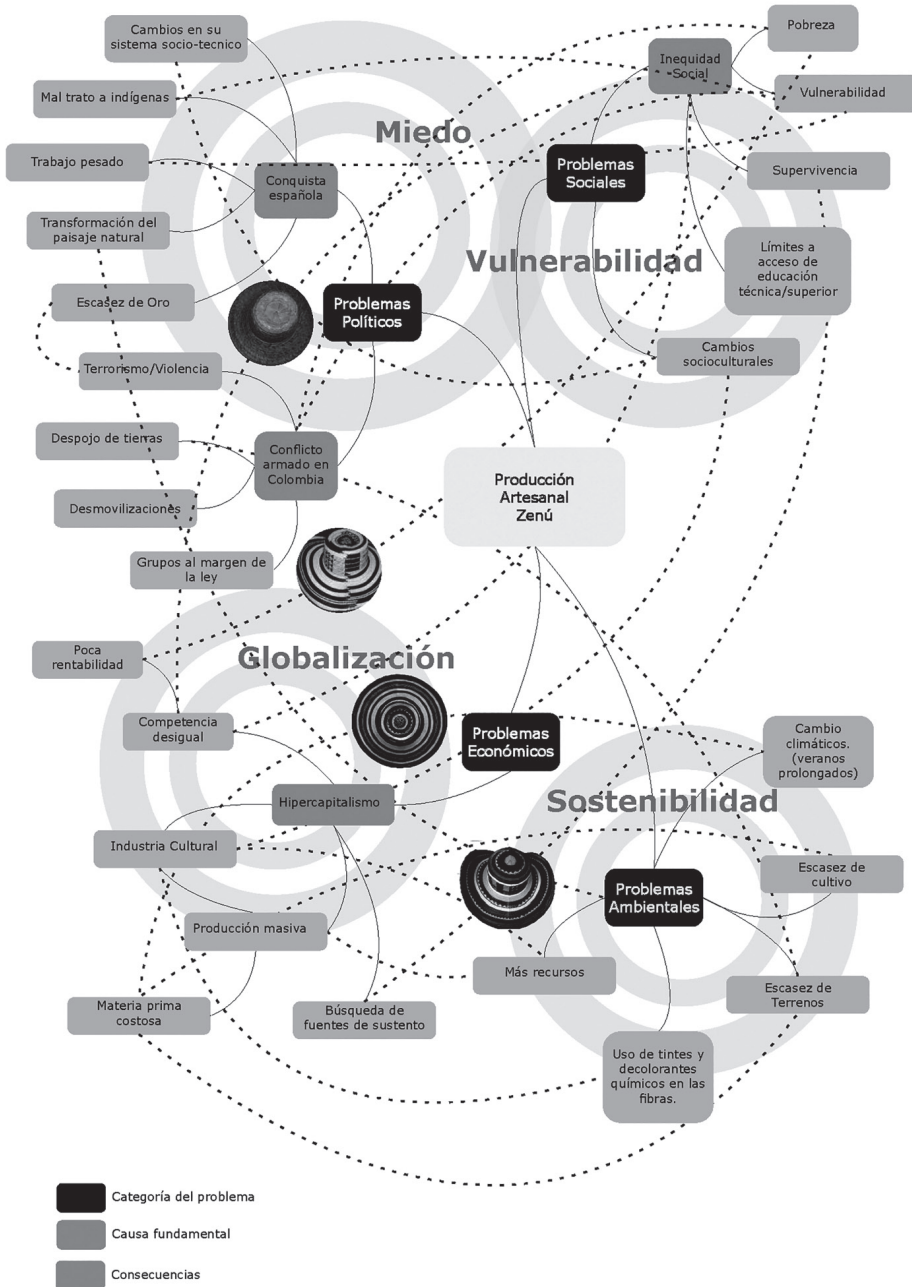 Cambios en su
sistema socio-tecnico
Mal trato a indígenas
Trabajo pesado
Transformación del
paisaje natural
Escasez de Oro
Terrorismo/Violencia
Despojo de tierras
Desmovilizaciones
Grupos al margen de
la ley
Miedo
Conquista
española
Problemas
Políticos
Conflicto
armado en
Colombia
Inequidad
Social
Pobreza
Vulnerabilidad
Supervivencia
Límites a
acceso de
educación
técnica/superior
Problemas
Sociales
Vulnerabilidad
Cambios
socioculturales
Producción
Artesanal
Zenú
Globalización
Poca
rentabilidad
Competencia
desigual
Hipercapitalismo
Industria Cultural
Producción masiva
Materia prima
costosa
Búsqueda de
fuentes de sustento
Problemas
Económicos
Sostenibilidad
Cambio
climáticos.
(veranos
prolongados)
Escasez de
cultivo
Problemas
Ambientales
Más recursos
Escasez de
Terrenos
Uso de tintes y
decolorantes
químicos en las
fibras.
Categoría del problema
Causa fundamental
Consecuencias